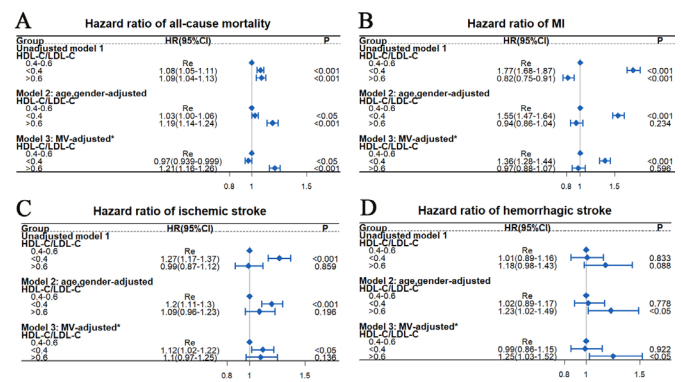 A
Hazard ratio of all-cause mortality
Group HR(95%CI) P
Unadjusted model 1
HDL-C/LDL-C
0.4-0.6 Re
<0.4 1.08(1.05-1.11) <0.001
>0.6 1.09(1.04-1.13) <0.001
Model 2: age,gender-adjusted
HDL-C/LDL-C
0.4-0.6 Re
<0.4 1.03(1.00-1.06) <0.05
>0.6 1.19(1.14-1.24) <0.001
Model 3: MV-adjusted*
HDL-C/LDL-C
0.4-0.6 Re
<0.4 0.97(0.939-0.999) <0.05
>0.6 1.21(1.16-1.26) <0.001
0.8 1 1.5
B
Hazard ratio of MI
Group HR(95%CI) P
Unadjusted model 1
HDL-C/LDL-C
0.4-0.6 Re
<0.4 1.77(1.68-1.87) <0.001
>0.6 0.82(0.75-0.91) <0.001
Model 2: age,gender-adjusted
HDL-C/LDL-C
0.4-0.6 Re
<0.4 1.55(1.47-1.64) <0.001
>0.6 0.94(0.86-1.04) 0.234
Model 3: MV-adjusted*
HDL-C/LDL-C
0.4-0.6 Re
<0.4 1.36(1.28-1.44) <0.001
>0.6 0.97(0.88-1.07) 0.596
0.8 1 1.5
C
Hazard ratio of ischemic stroke
Group HR(95%CI) P
Unadjusted model 1
HDL-C/LDL-C
0.4-0.6 Re
<0.4 1.27(1.17-1.37) <0.001
>0.6 0.99(0.87-1.12) 0.859
Model 2: age,gender-adjusted
HDL-C/LDL-C
0.4-0.6 Re
<0.4 1.2(1.11-1.3) <0.001
>0.6 1.09(0.96-1.23) 0.196
Model 3: MV-adjusted*
HDL-C/LDL-C
0.4-0.6 Re
<0.4 1.12(1.02-1.22) <0.05
>0.6 1.1(0.97-1.25) 0.136
0.8 1 1.5
D
Hazard ratio of hemorrhagic stroke
Group HR(95%CI) P
Unadjusted model 1
HDL-C/LDL-C
0.4-0.6 Re
<0.4 1.01(0.89-1.16) 0.833
>0.6 1.18(0.98-1.43) 0.088
Model 2: age,gender-adjusted
HDL-C/LDL-C
0.4-0.6 Re
<0.4 1.02(0.89-1.17) 0.778
>0.6 1.23(1.02-1.49) <0.05
Model 3: MV-adjusted*
HDL-C/LDL-C
0.4-0.6 Re
<0.4 0.99(0.86-1.15) 0.922
>0.6 1.25(1.03-1.52) <0.05
0.8 1 1.5